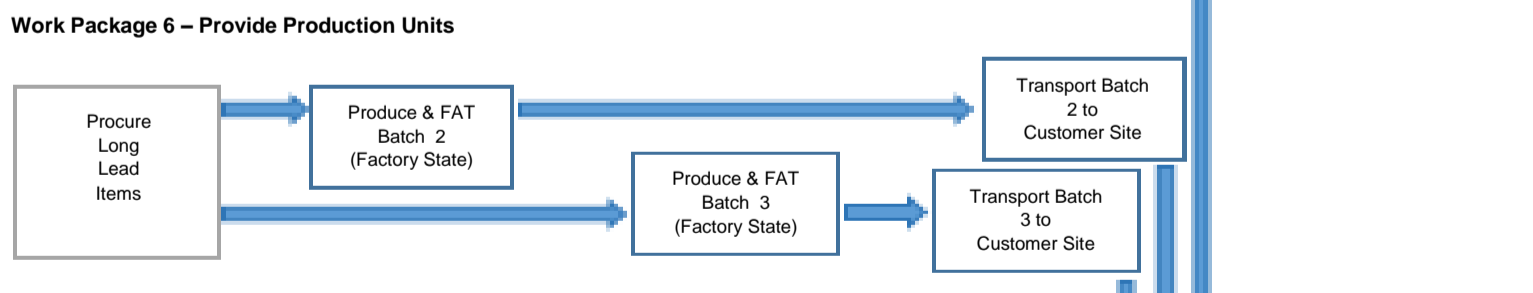 Work Package 6 – Provide Production Units
Procure
Long
Lead
Items
Produce & FAT
Batch 2
(Factory State)
Transport Batch
2 to
Customer Site
Produce & FAT
Batch 3
(Factory State)
Transport Batch
3 to
Customer Site